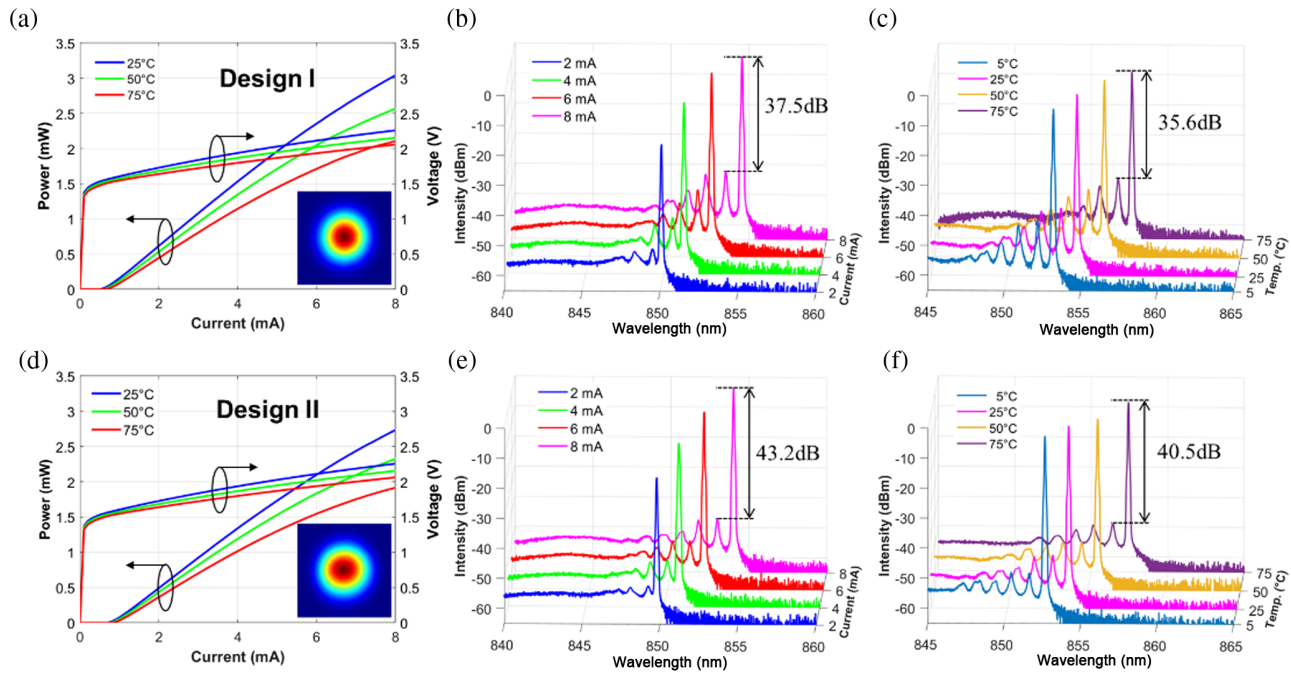 (a)
3.5
3
2.5
2
1.5
1
0.5
0
Power (mW)
25°C
50°C
75°C
Design I
3.5
3
2.5
2
1.5
1
0.5
0
Voltage (V)
0
2
4
6
8
Current (mA)
(b)
0
-10
-20
-30
-40
-50
-60
Intensity (dBm)
2 mA
4 mA
6 mA
8 mA
37.5dB
8
6
4
2
Current (mA)
840
845
850
855
860
Wavelength (nm)
(c)
0
-10
-20
-30
-40
-50
-60
Intensity (dBm)
5°C
25°C
50°C
75°C
35.6dB
75
50
25
5
Temp. (°C)
845
850
855
860
865
Wavelength (nm)
(d)
3.5
3
2.5
2
1.5
1
0.5
0
Power (mW)
25°C
50°C
75°C
Design II
3.5
3
2.5
2
1.5
1
0.5
0
Voltage (V)
0
2
4
6
8
Current (mA)
(e)
0
-10
-20
-30
-40
-50
-60
Intensity (dBm)
2 mA
4 mA
6 mA
8 mA
43.2dB
8
6
4
2
Current (mA)
840
845
850
855
860
Wavelength (nm)
(f)
0
-10
-20
-30
-40
-50
-60
Intensity (dBm)
5°C
25°C
50°C
75°C
40.5dB
75
50
25
5
Temp. (°C)
845
850
855
860
865
Wavelength (nm)